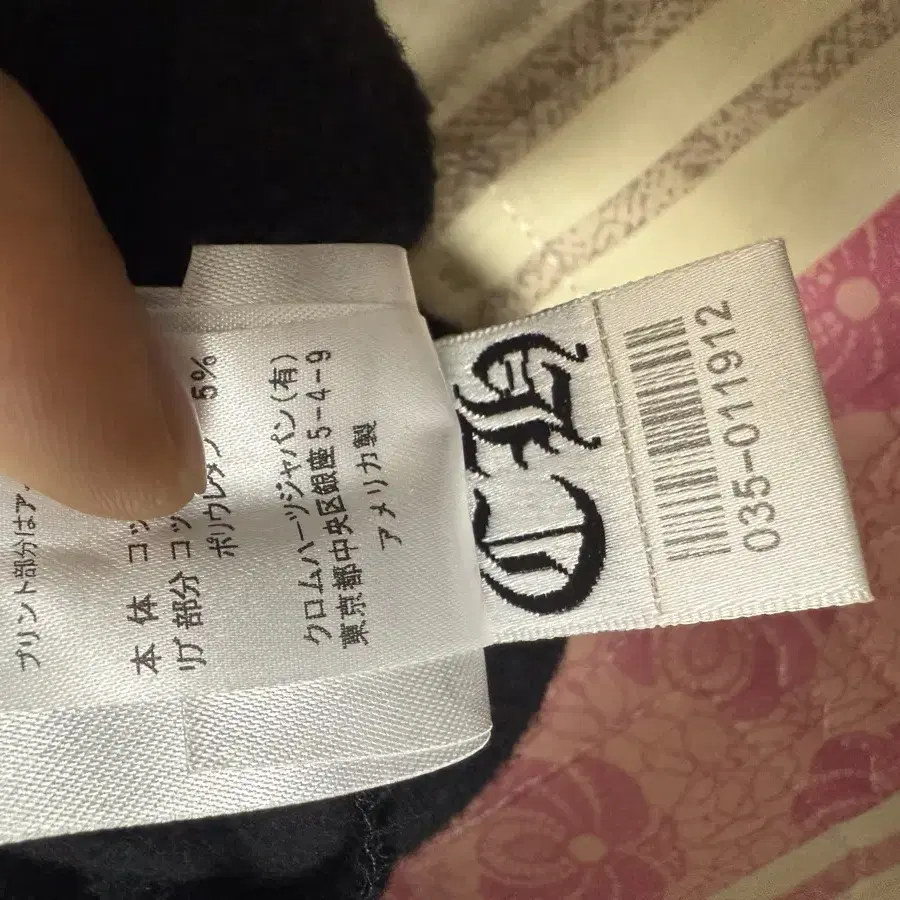 プリント部分はア
本 体 コッ
リブ部分 コッ 5%
ポリウレタン
クロムハーツジャパン(有)
東京都中央区銀座5-4-9
アメリカ製
CH
035-011912